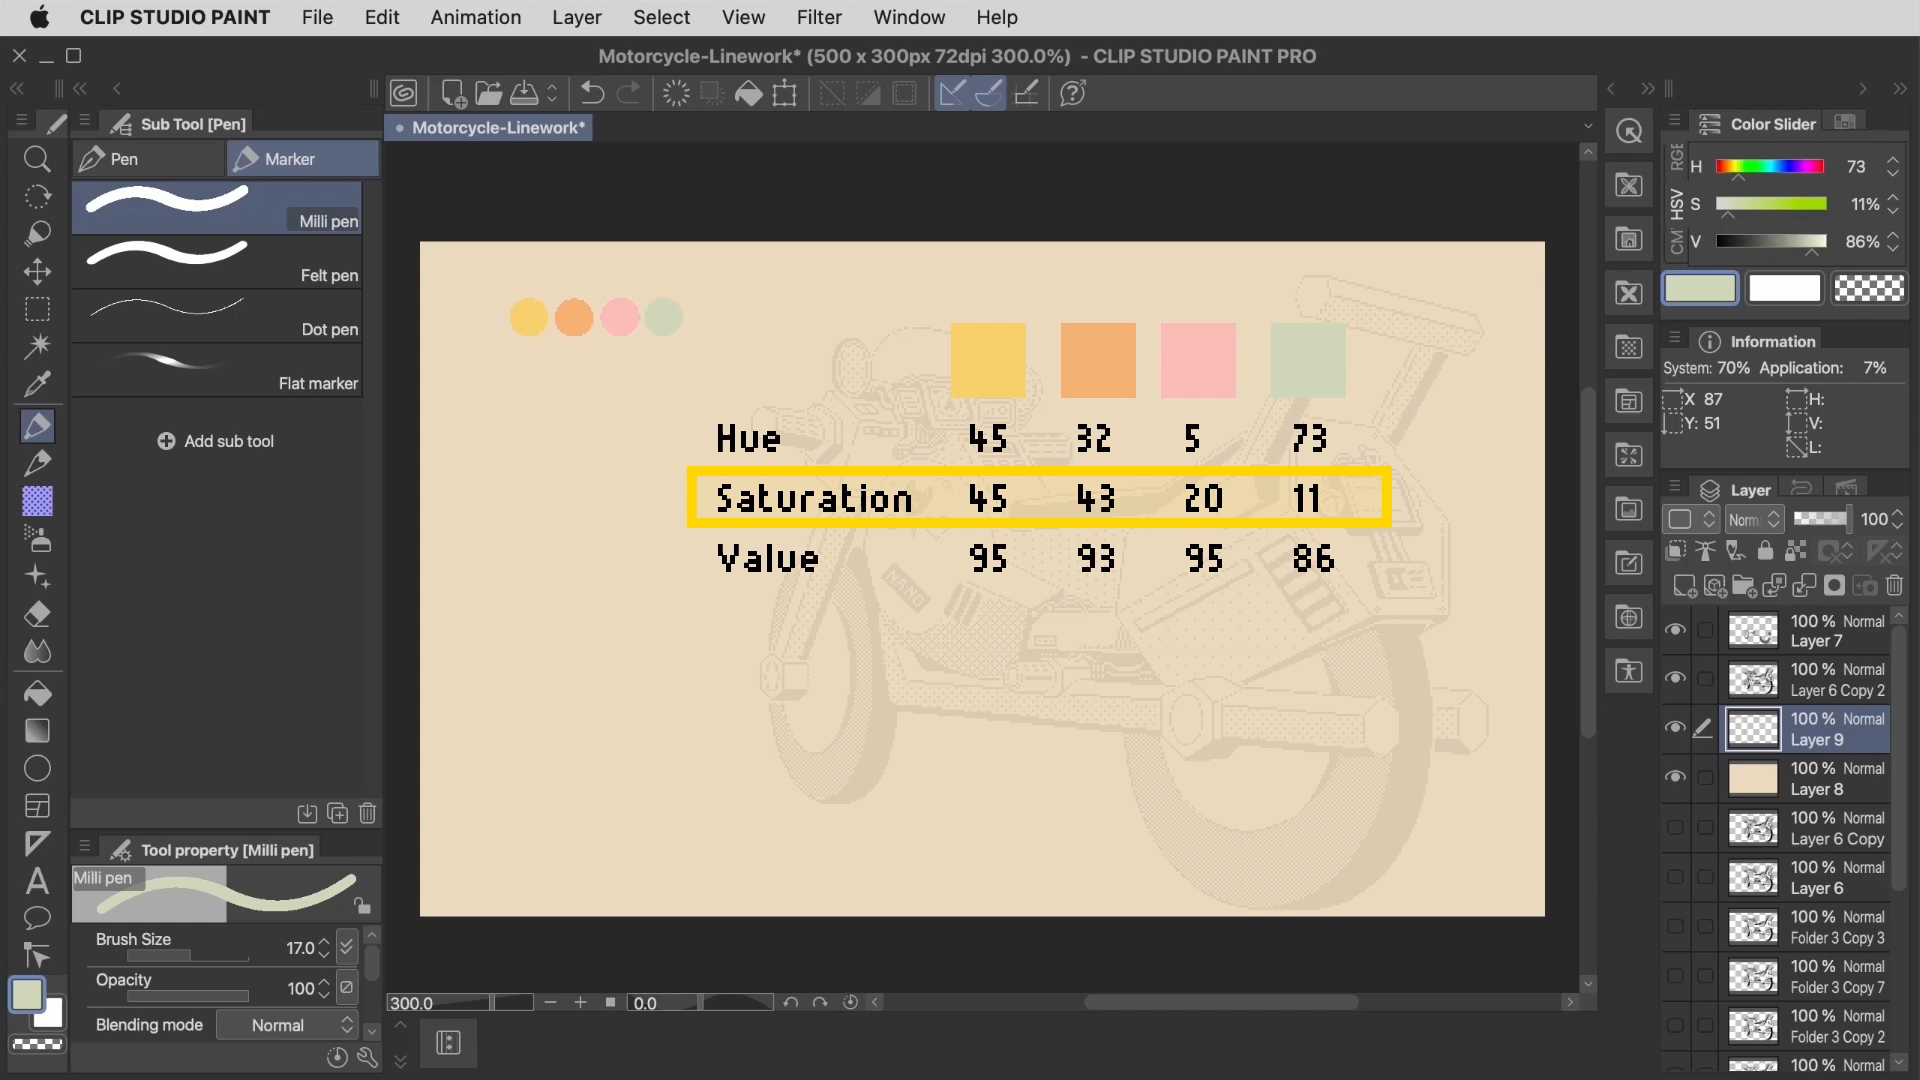 CLIP STUDIO PAINT File Edit Animation Layer Select View Filter Window Help
Motorcycle-Linework* (500 x 300px 72dpi 300.0%) - CLIP STUDIO PAINT PRO
Sub Tool [Pen]
Pen
Marker
Milli pen
Felt pen
Dot pen
Flat marker
Add sub tool
Tool property [Milli pen]
Milli pen
Brush Size 17.0
Opacity 100
Blending mode Normal
Motorcycle-Linework*
Hue 45 32 5 73
Saturation 45 43 20 11
Value 95 93 95 86
NARD
300.0
0.0
Color Slider
RGB
HSV
CM
H 73
S 11%
V 86%
Information
System: 70% Application: 7%
X 87 H:
Y: 51 V:
L:
Layer
Norm 100
100 % Normal
Layer 7
100 % Normal
Layer 6 Copy 2
100 % Normal
Layer 9
100 % Normal
Layer 8
100 % Normal
Layer 6 Copy
100 % Normal
Layer 6
100 % Normal
Folder 3 Copy 3
100 % Normal
Folder 3 Copy 7
100 % Normal
Folder 3 Copy 2
100 % Normal